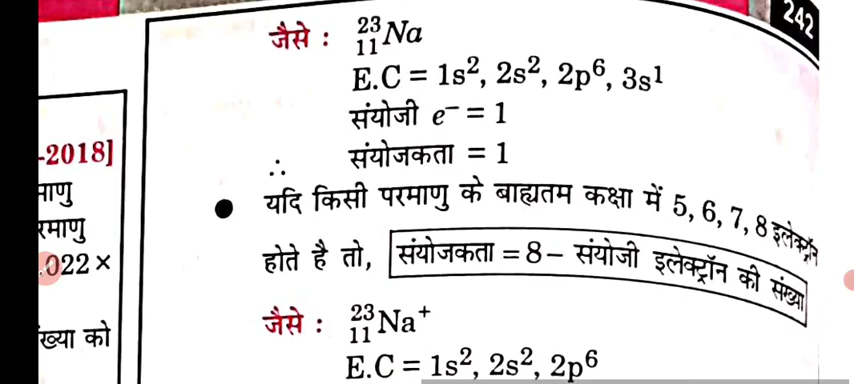 242
जैसे : ²³₁₁Na
E.C = 1s², 2s², 2p⁶, 3s¹
संयोजी e⁻ = 1
∴ संयोजकता = 1
● यदि किसी परमाणु के बाह्यतम कक्षा में 5, 6, 7, 8 इलेक्ट्रॉन
होते है तो, संयोजकता = 8 – संयोजी इलेक्ट्रॉन की संख्या
जैसे : ²³₁₁Na⁺
E.C = 1s², 2s², 2p⁶
-2018]
.022 ×
ख्या को